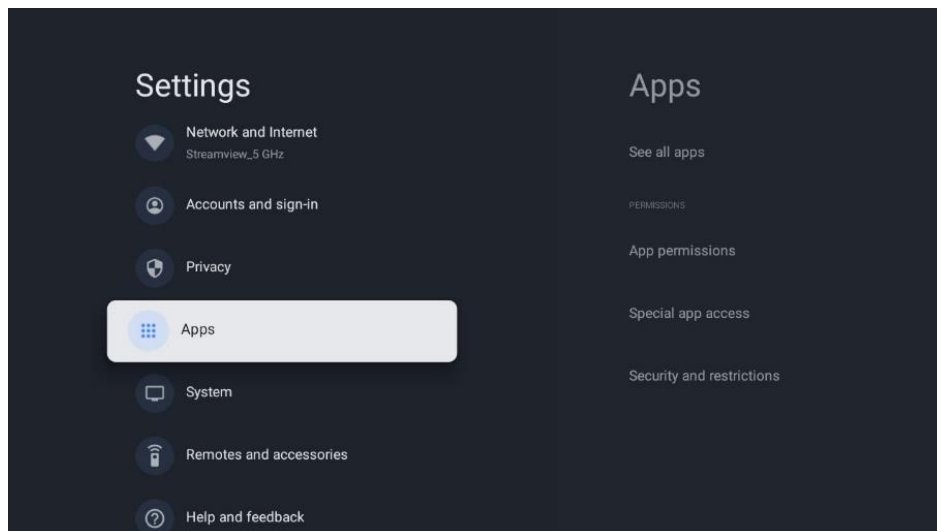 Settings
Network and Internet
Streamview_5 GHz
Accounts and sign-in
Privacy
Apps
System
Remotes and accessories
Help and feedback
Apps
See all apps
PERMISSIONS
App permissions
Special app access
Security and restrictions